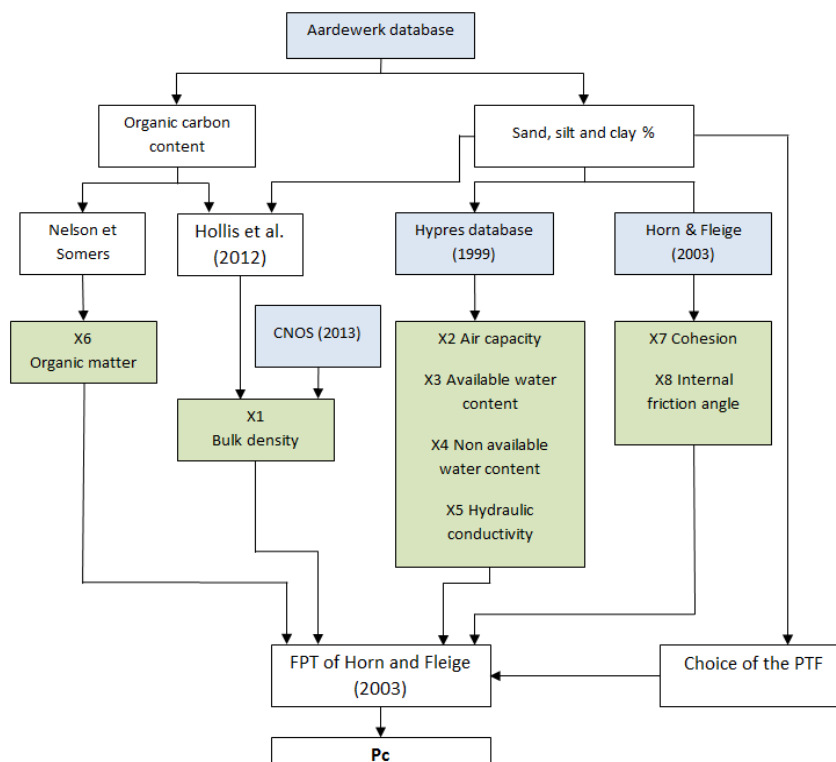 Aardewerk database
Organic carbon
content
Sand, silt and clay %
Nelson et
Somers
Hollis et al.
(2012)
Hypres database
(1999)
Horn & Fleige
(2003)
X6
Organic matter
CNOS (2013)
X1
Bulk density
X2 Air capacity
X3 Available water
content
X4 Non available
water content
X5 Hydraulic
conductivity
X7 Cohesion
X8 Internal
friction angle
FPT of Horn and Fleige
(2003)
Choice of the PTF
Pc